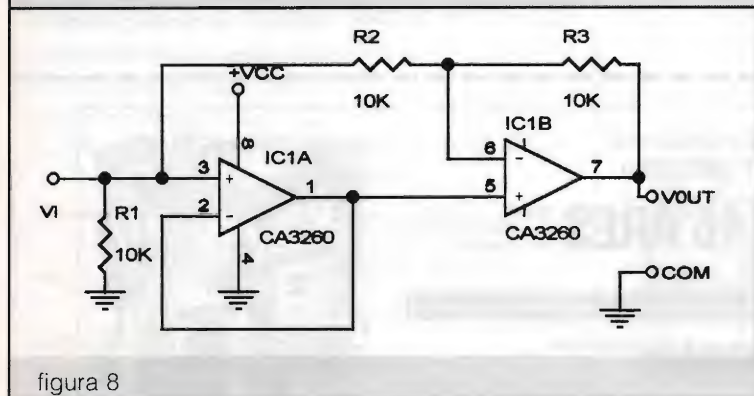 R2
R3
+VCC
10K
10K
8
IC1A
IC1B
6
7
3
1
5
VI
R1
2
V0UT
CA3260
CA3260
10K
4
COM
figura 8